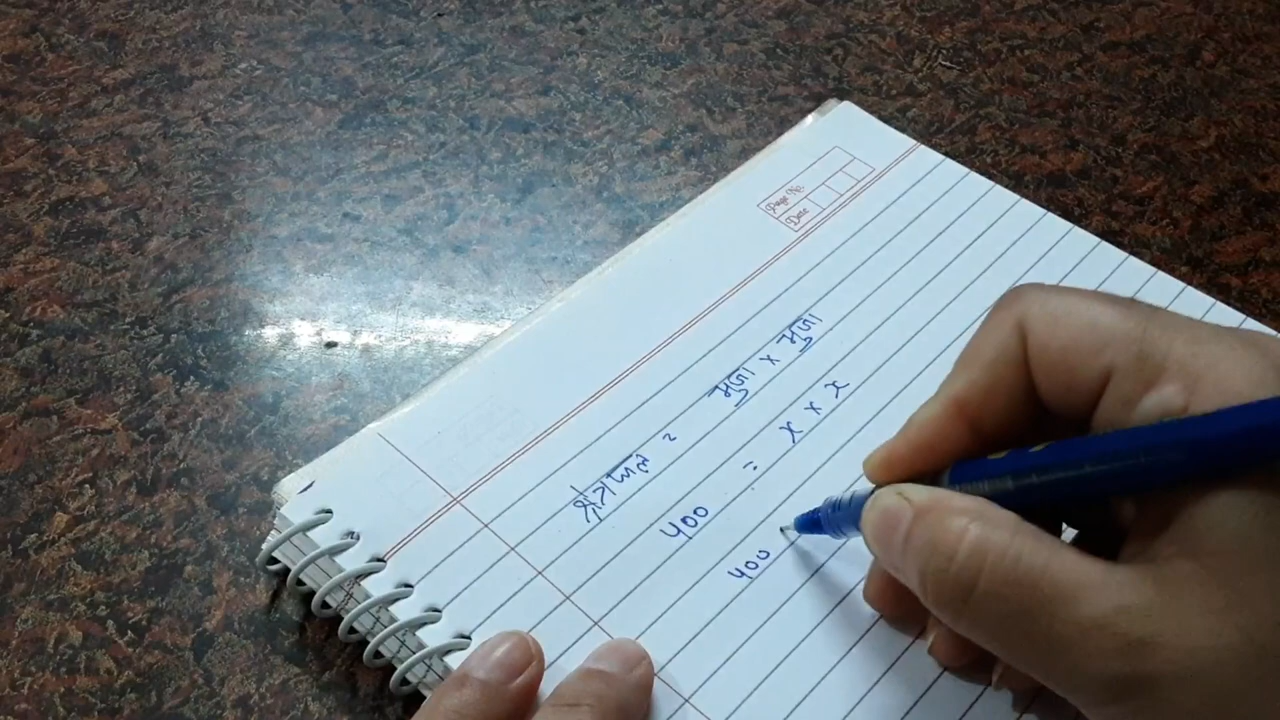 Page No.
Date
क्षेत्रफल = भुजा × भुजा
400 = x × x
400